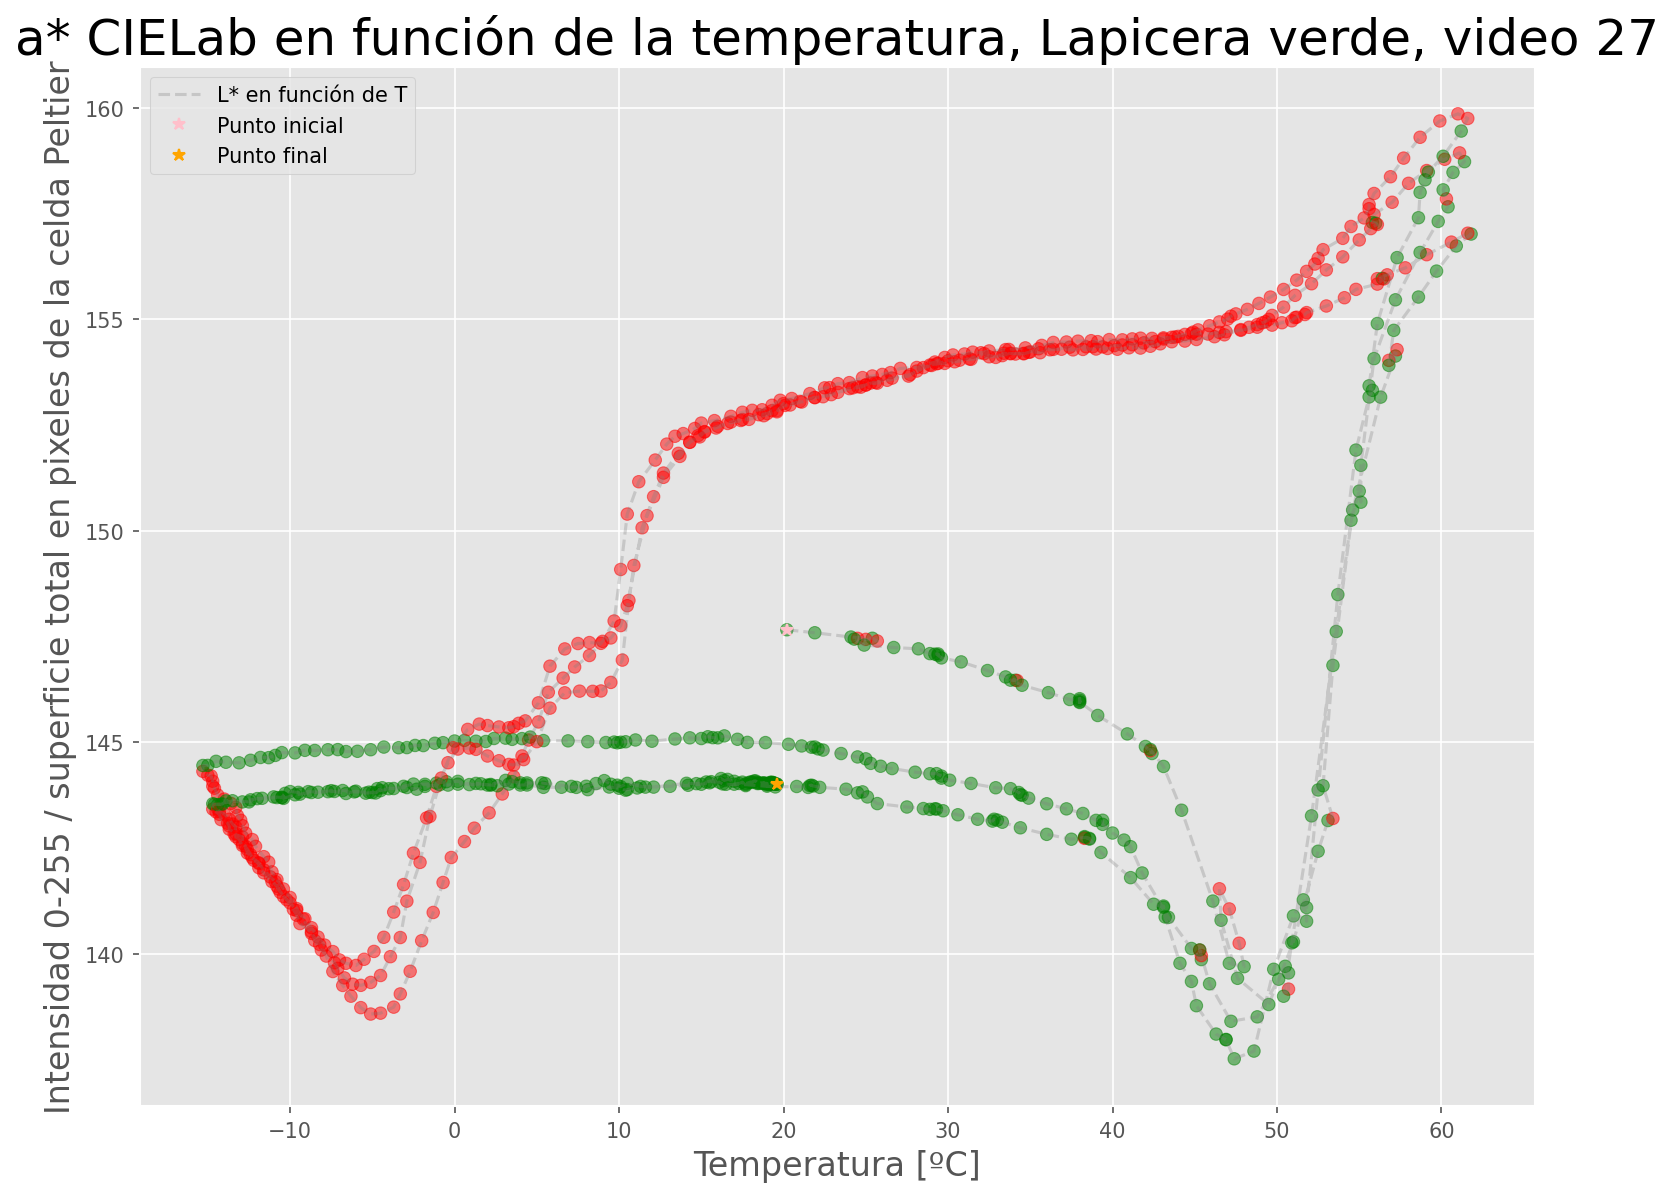 a* CIELab en función de la temperatura, Lapicera verde, video 27
Intensidad 0-255 / superficie total en pixeles de la celda Peltier
L* en función de T
Punto inicial
Punto final
160
155
150
145
140
−10
0
10
20
30
40
50
60
Temperatura [ºC]